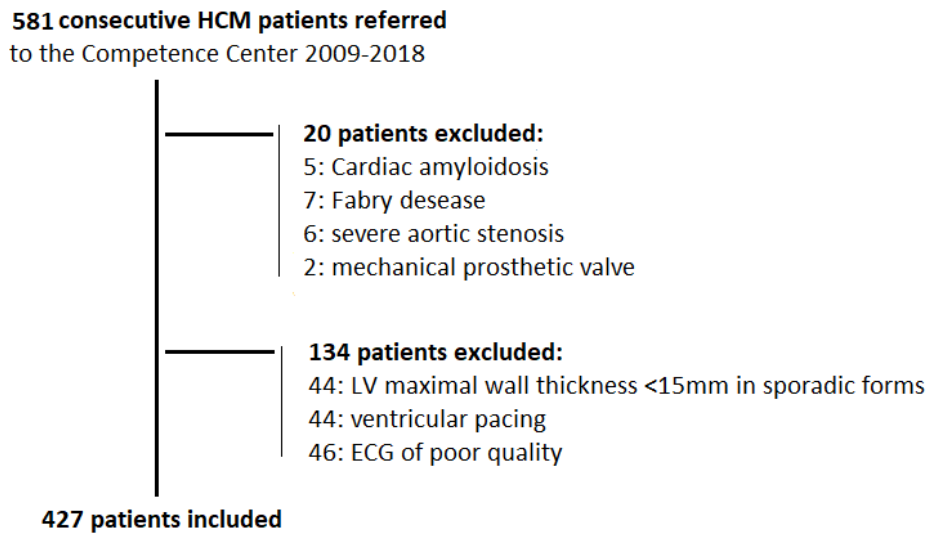 581 consecutive HCM patients referred
to the Competence Center 2009-2018
20 patients excluded:
5: Cardiac amyloidosis
7: Fabry desease
6: severe aortic stenosis
2: mechanical prosthetic valve
134 patients excluded:
44: LV maximal wall thickness <15mm in sporadic forms
44: ventricular pacing
46: ECG of poor quality
427 patients included